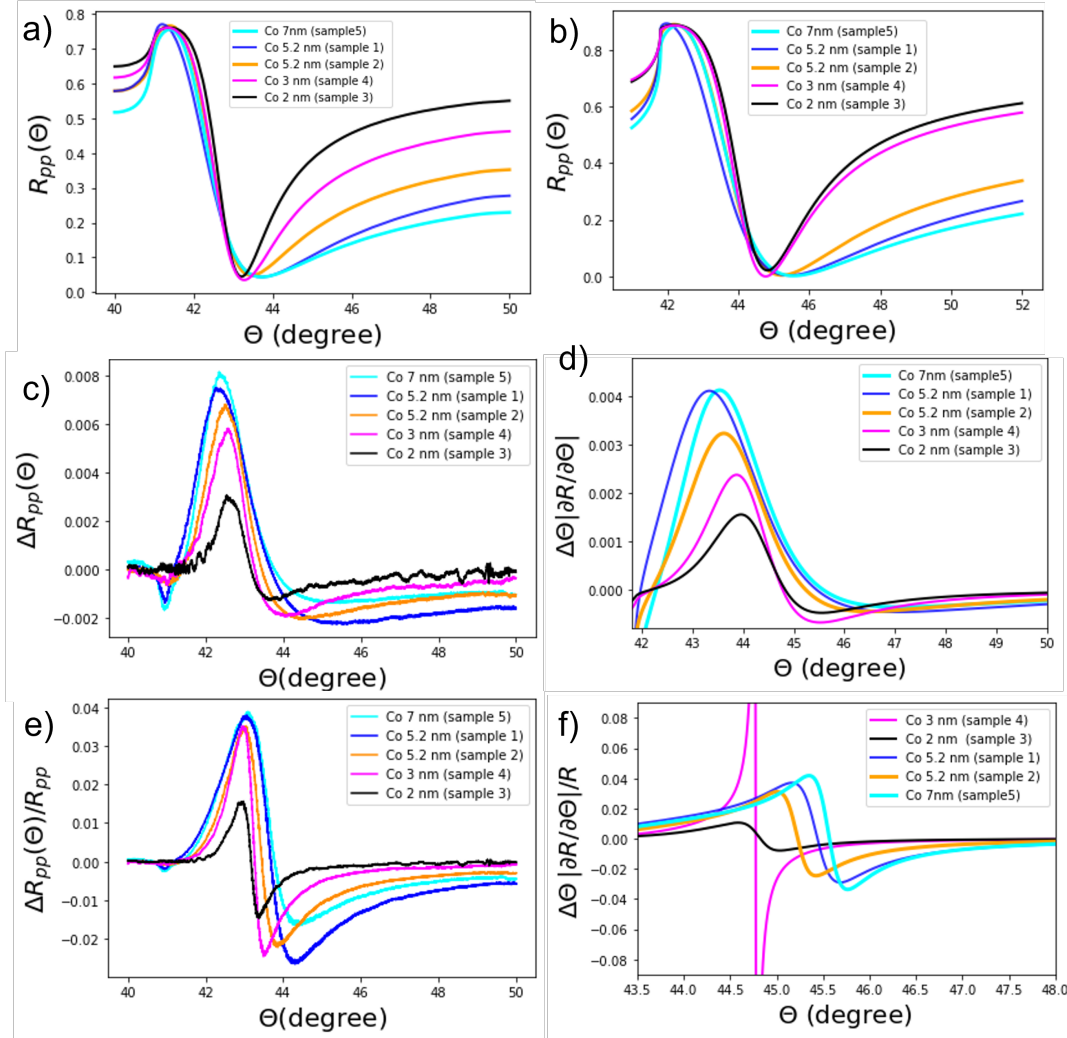 a)
Co 7nm (sample5)
Co 5.2 nm (sample 1)
Co 5.2 nm (sample 2)
Co 3 nm (sample 4)
Co 2 nm (sample 3)
0.8
0.7
0.6
0.5
0.4
0.3
0.2
0.1
0.0
Rpp(Θ)
40 42 44 46 48 50
Θ (degree)
b)
Co 7nm (sample5)
Co 5.2 nm (sample 1)
Co 5.2 nm (sample 2)
Co 3 nm (sample 4)
Co 2 nm (sample 3)
0.8
0.6
0.4
0.2
0.0
Rpp(Θ)
42 44 46 48 50 52
Θ (degree)
c)
Co 7 nm (sample 5)
Co 5.2 nm (sample 1)
Co 5.2 nm (sample 2)
Co 3 nm (sample 4)
Co 2 nm (sample 3)
0.008
0.006
0.004
0.002
0.000
−0.002
ΔRpp(Θ)
40 42 44 46 48 50
Θ(degree)
d)
Co 7nm (sample5)
Co 5.2 nm (sample 1)
Co 5.2 nm (sample 2)
Co 3 nm (sample 4)
Co 2 nm (sample 3)
0.004
0.003
0.002
0.001
0.000
ΔΘ|∂R/∂Θ|
42 43 44 45 46 47 48 49 50
Θ (degree)
e)
Co 7 nm (sample 5)
Co 5.2 nm (sample 1)
Co 5.2 nm (sample 2)
Co 3 nm (sample 4)
Co 2 nm (sample 3)
0.04
0.03
0.02
0.01
0.00
−0.01
−0.02
ΔRpp(Θ)/Rpp
40 42 44 46 48 50
Θ(degree)
f)
Co 3 nm (sample 4)
Co 2 nm (sample 3)
Co 5.2 nm (sample 1)
Co 5.2 nm (sample 2)
Co 7nm (sample5)
0.08
0.06
0.04
0.02
0.00
−0.02
−0.04
−0.06
−0.08
ΔΘ|∂R/∂Θ|/R
43.5 44.0 44.5 45.0 45.5 46.0 46.5 47.0 47.5 48.0
Θ (degree)